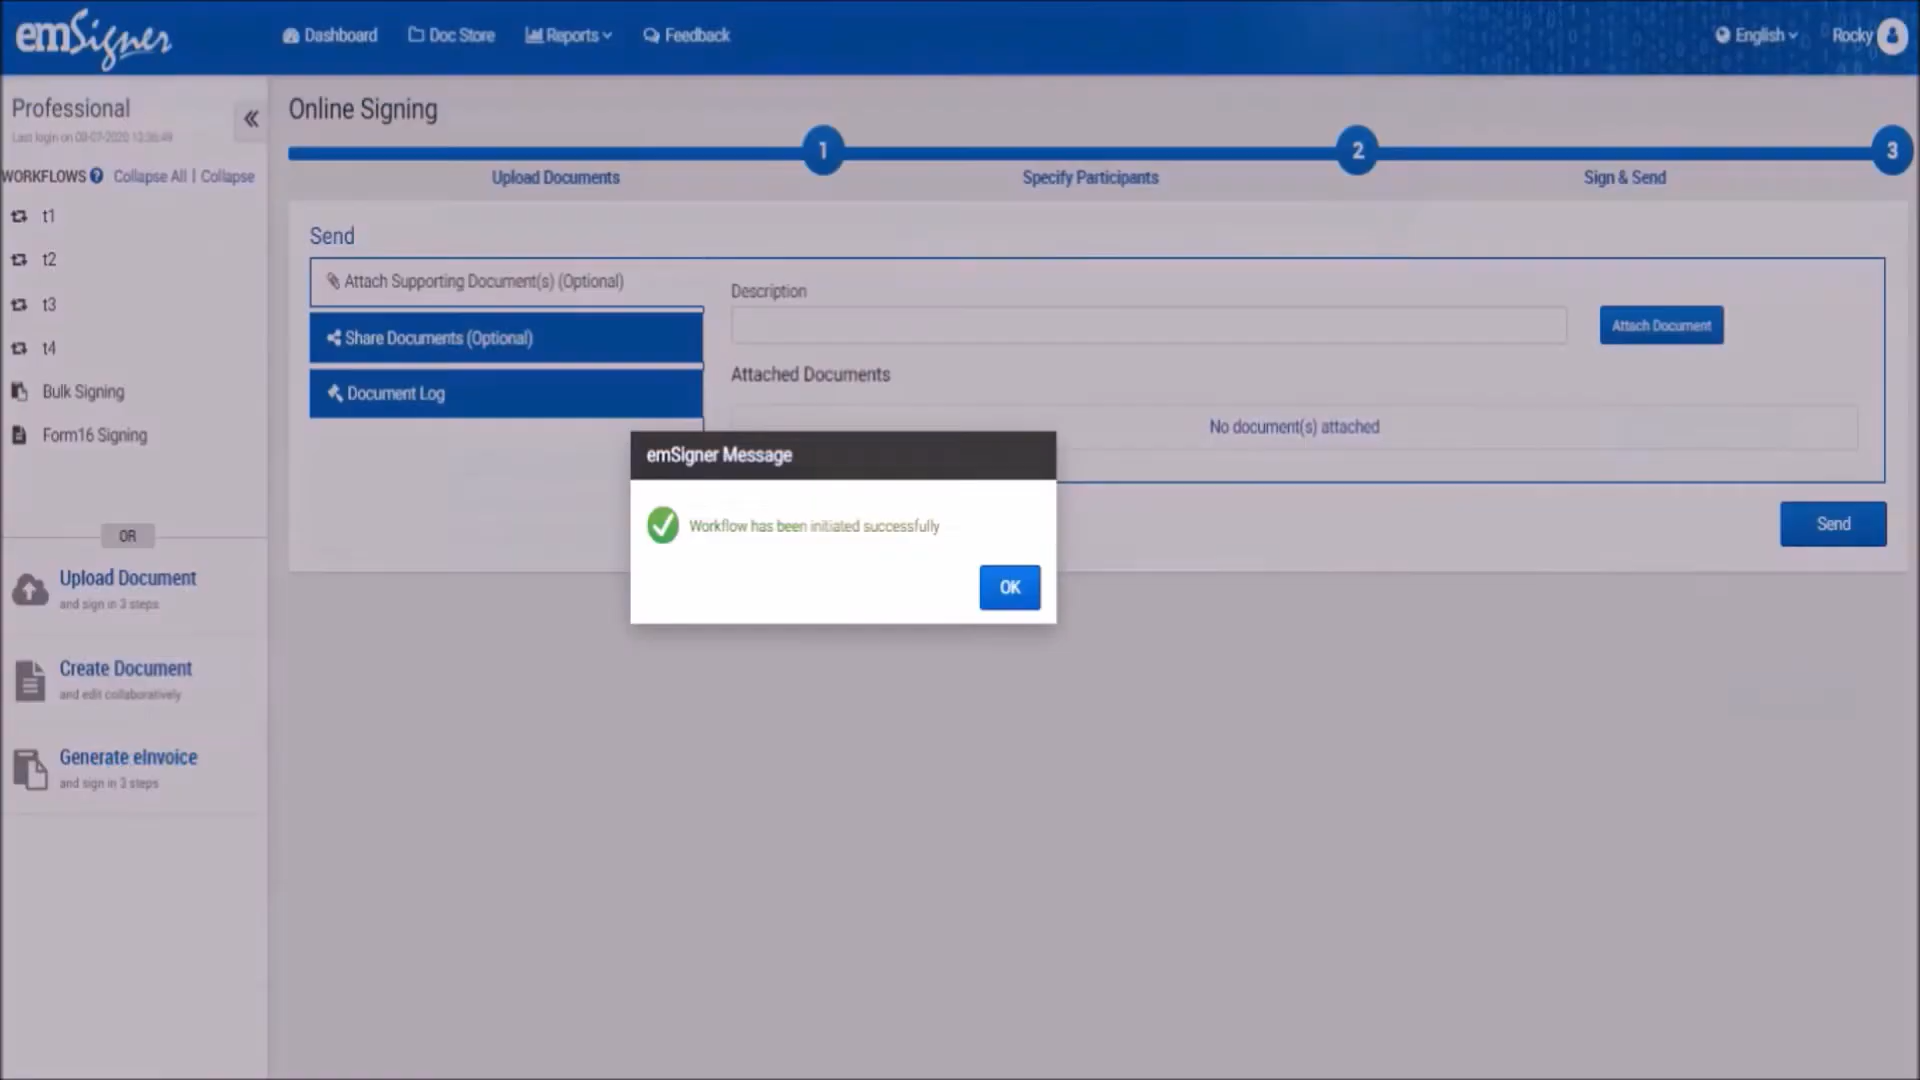 emSigner
Dashboard
Doc Store
Reports
Feedback
English
Rocky
Professional
Last login on 09-07-2020
WORKFLOWS ? Collapse All | Collapse
t1
t2
t3
t4
Bulk Signing
Form16 Signing
OR
Upload Document
and sign in 3 steps
Create Document
and edit collaboratively
Generate eInvoice
and sign in 3 steps
Online Signing
1
2
3
Upload Documents
Specify Participants
Sign & Send
Send
Attach Supporting Document(s) (Optional)
Share Documents (Optional)
Document Log
Description
Attach Document
Attached Documents
No document(s) attached
Send
emSigner Message
Workflow has been initiated successfully
OK